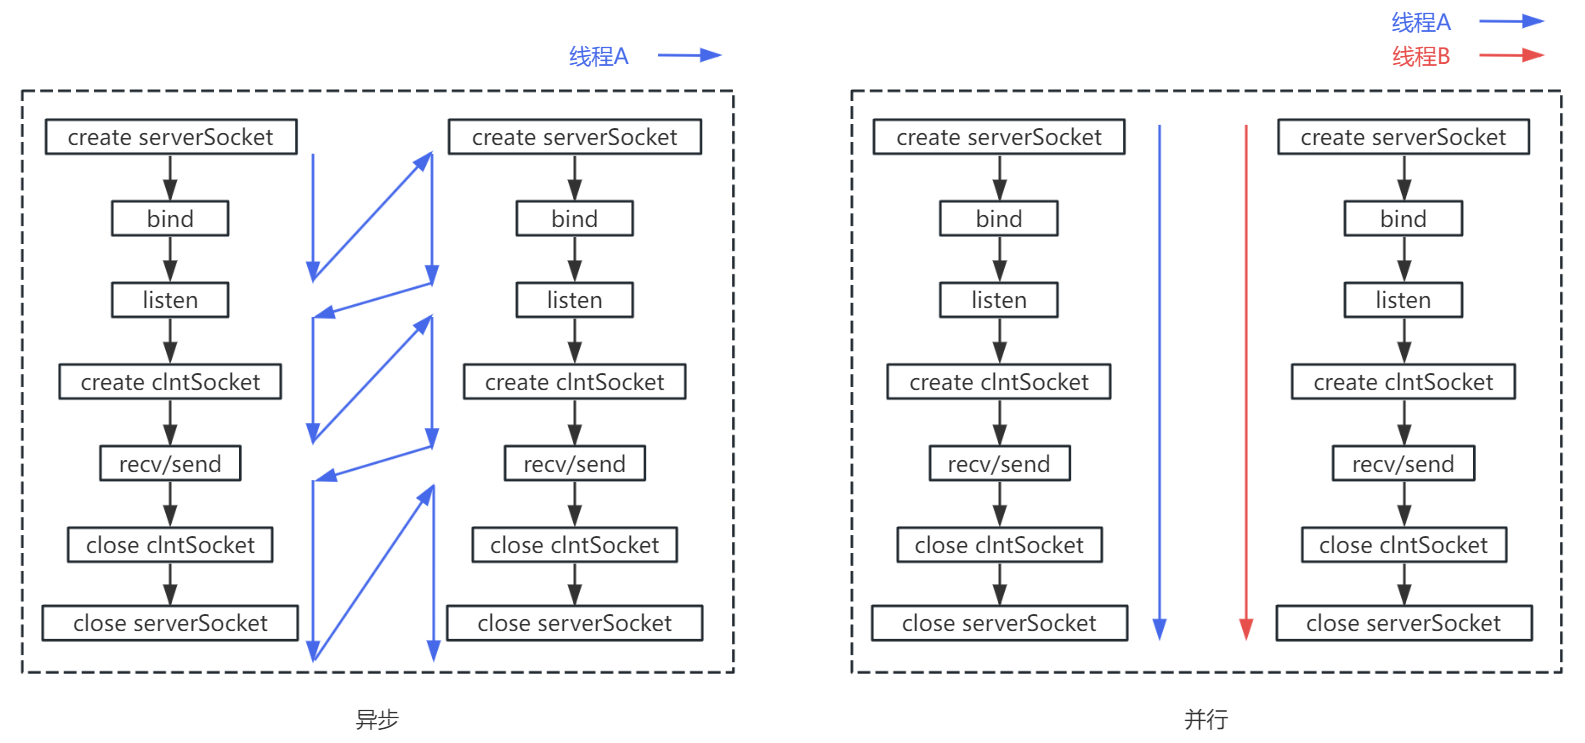 线程A
create serverSocket
bind
listen
create clntSocket
recv/send
close clntSocket
close serverSocket
create serverSocket
bind
listen
create clntSocket
recv/send
close clntSocket
close serverSocket
异步
线程A
线程B
create serverSocket
bind
listen
create clntSocket
recv/send
close clntSocket
close serverSocket
create serverSocket
bind
listen
create clntSocket
recv/send
close clntSocket
close serverSocket
并行